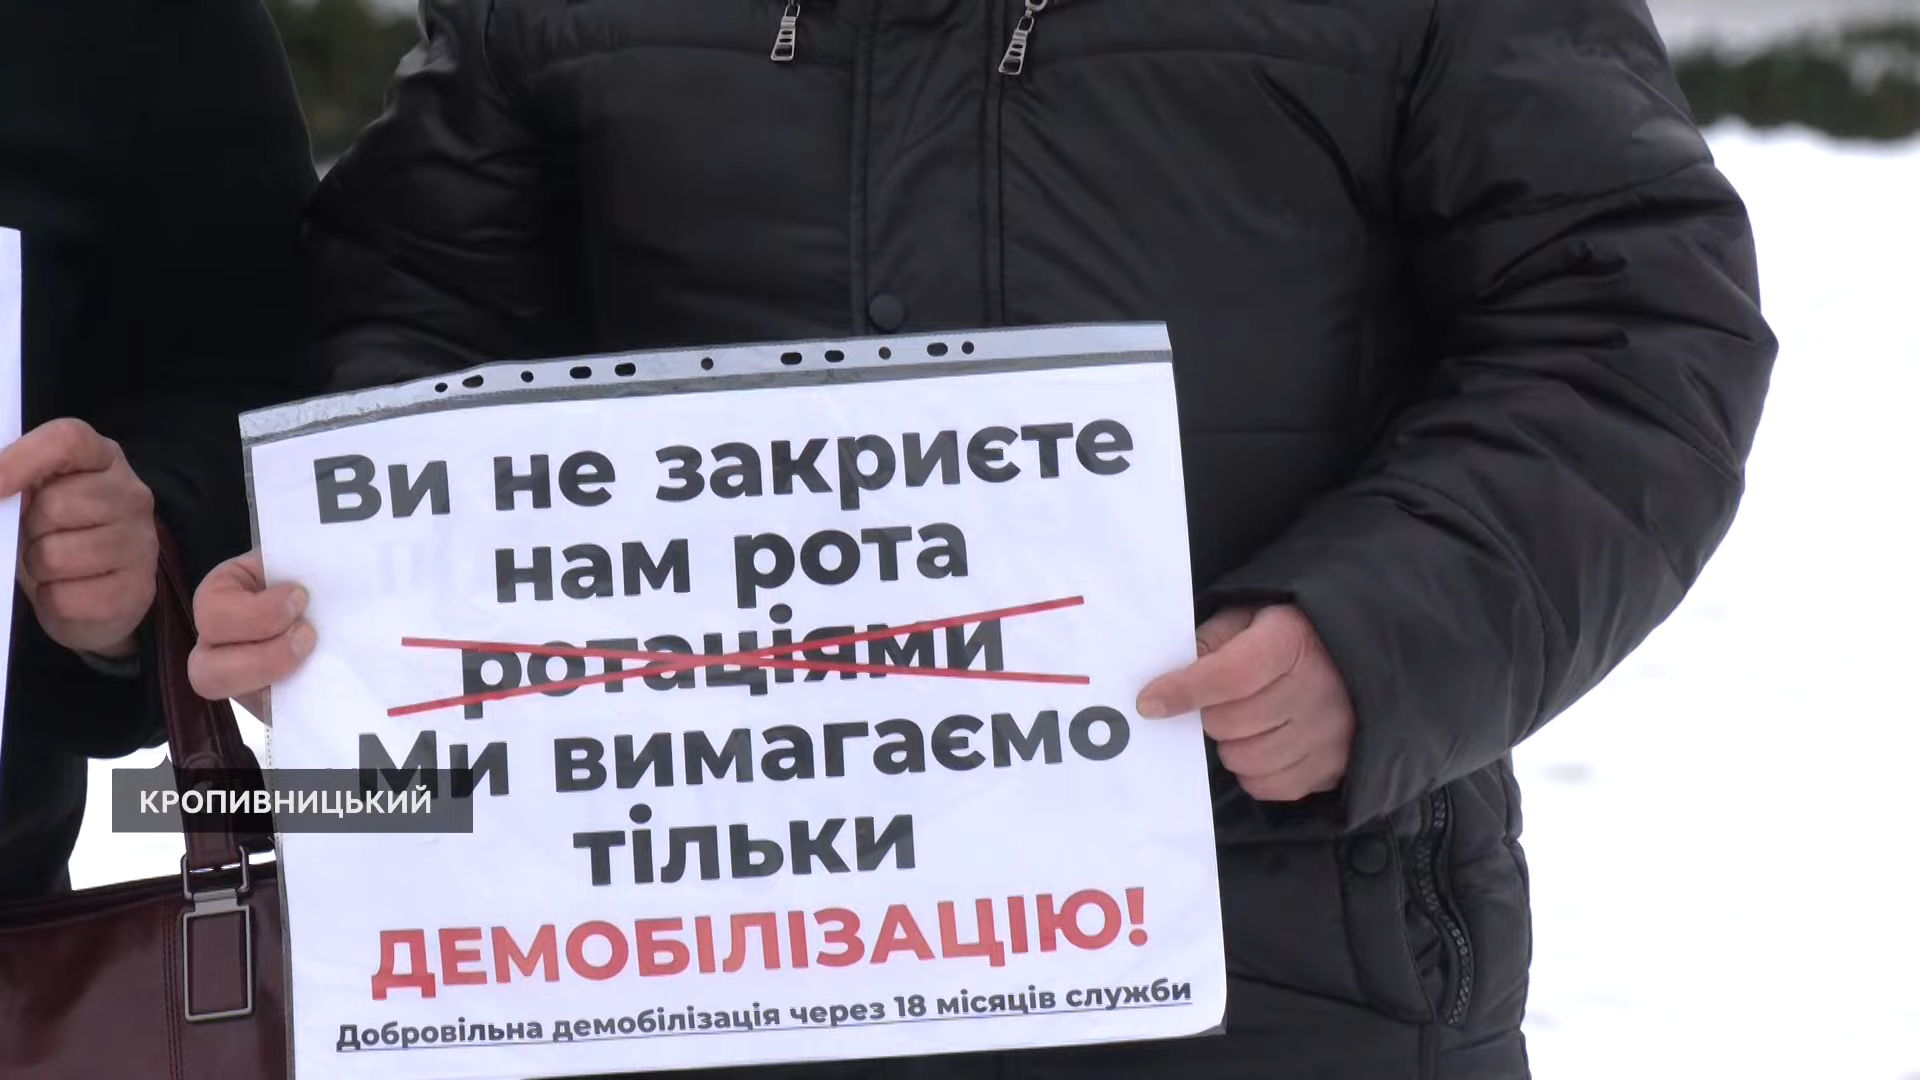 Ви не закриєте
нам рота
ротаціями
Ми вимагаємо
тільки
ДЕМОБІЛІЗАЦІЮ!
Добровільна демобілізація через 18 місяців служби
КРОПИВНИЦЬКИЙ